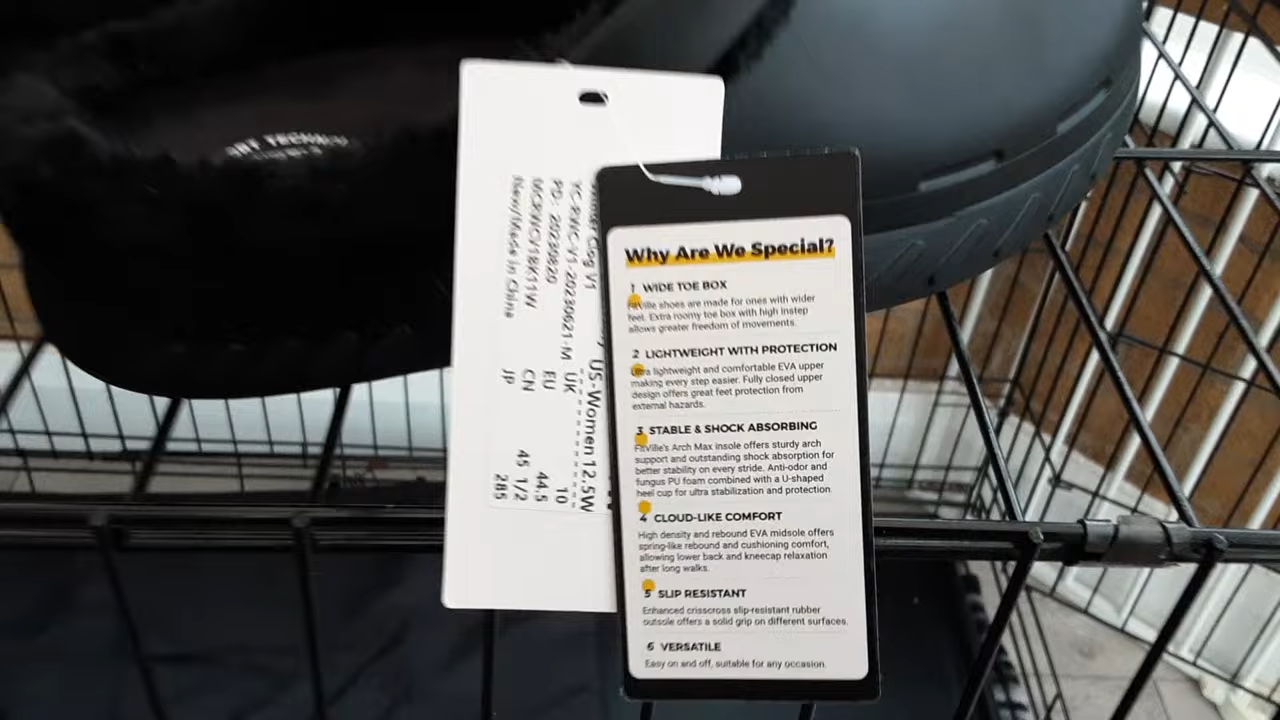 Why Are We Special?
1 WIDE TOE BOX
FitVille shoes are made for ones with wider
feet. Extra roomy toe box with high instep
allows greater freedom of movements.
2 LIGHTWEIGHT WITH PROTECTION
Ultra lightweight and comfortable EVA upper
making every step easier. Fully closed upper
design offers great feet protection from
external hazards.
3 STABLE & SHOCK ABSORBING
FitVille's Arch Max insole offers sturdy arch
support and outstanding shock absorption for
better stability on every stride. Anti-odor and
fungus PU foam combined with a U-shaped
heel cup for ultra stabilization and protection.
4 CLOUD-LIKE COMFORT
High density and rebound EVA midsole offers
spring-like rebound and cushioning comfort,
allowing lower back and kneecap relaxation
after long walks.
5 SLIP RESISTANT
Enhanced crisscross slip-resistant rubber
outsole offers a solid grip on different surfaces.
6 VERSATILE
Easy on and off, suitable for any occasion.
Clog V1
US-Women 12.5W
UK 10
PD: 20230820
EU 44.5
CN 45 1/2
Made in China
JP 285